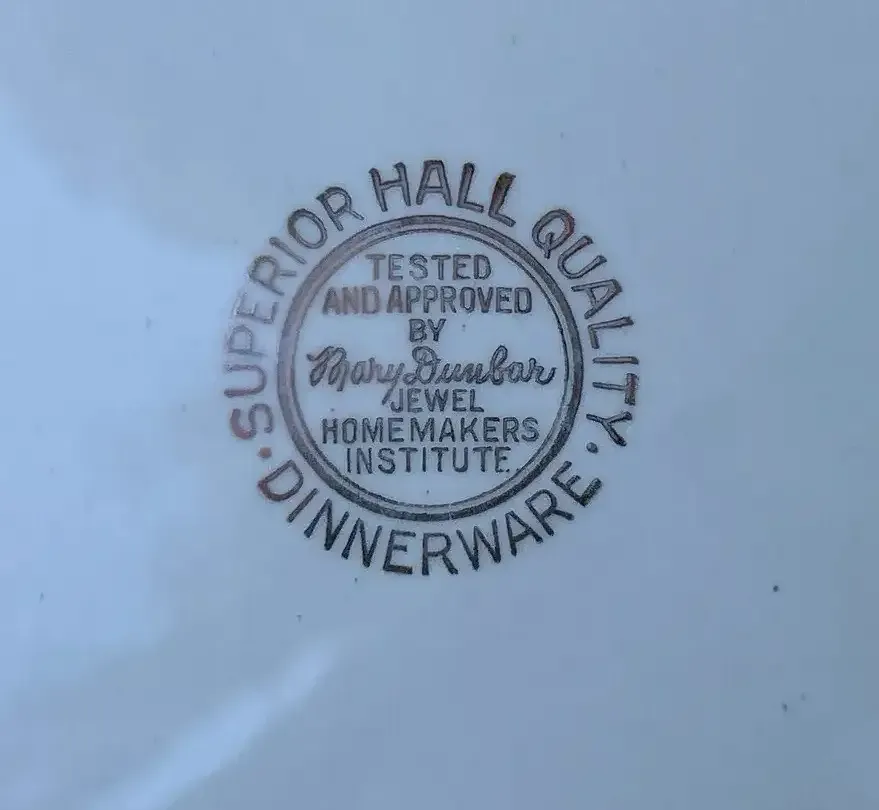 SUPERIOR HALL QUALITY
TESTED
AND APPROVED
BY
Mary Dunbar
JEWEL
HOMEMAKERS
INSTITUTE
· DINNERWARE ·